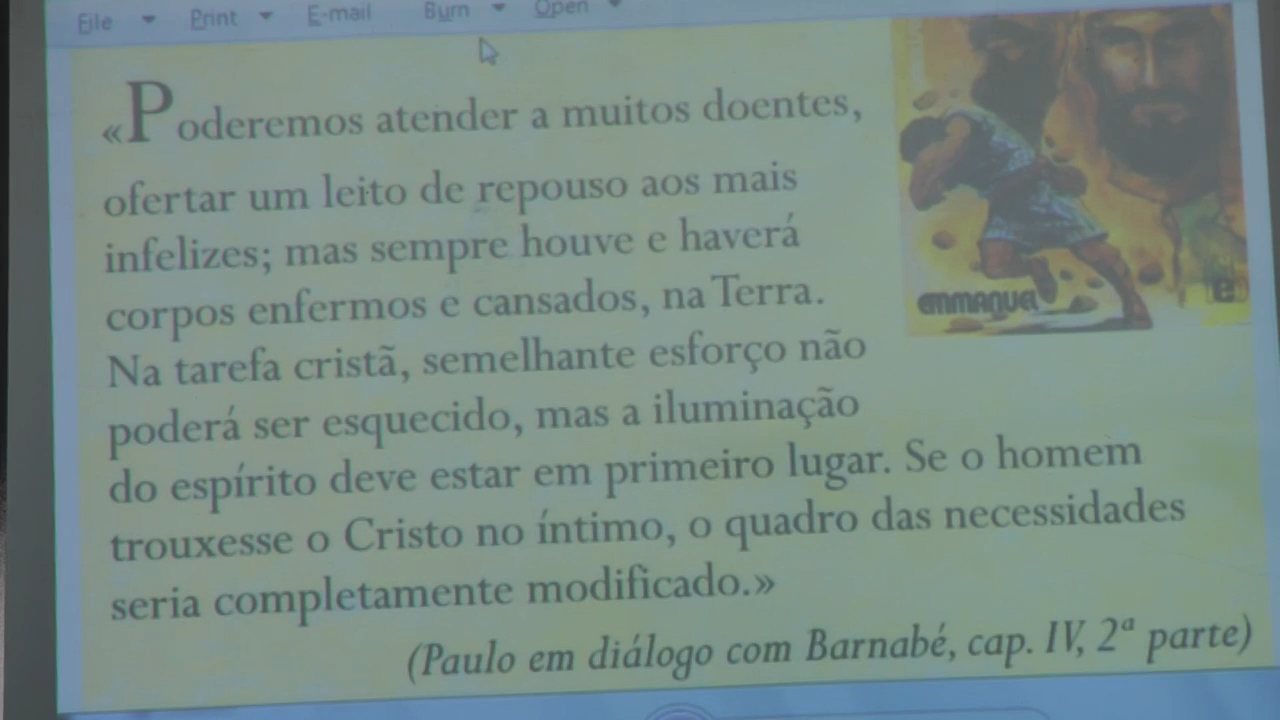 File Print E-mail Burn Open
«Poderemos atender a muitos doentes,
ofertar um leito de repouso aos mais
infelizes; mas sempre houve e haverá
corpos enfermos e cansados, na Terra.
Na tarefa cristã, semelhante esforço não
poderá ser esquecido, mas a iluminação
do espírito deve estar em primeiro lugar. Se o homem
trouxesse o Cristo no íntimo, o quadro das necessidades
seria completamente modificado.»
(Paulo em diálogo com Barnabé, cap. IV, 2ª parte)
EMMANUEL
e